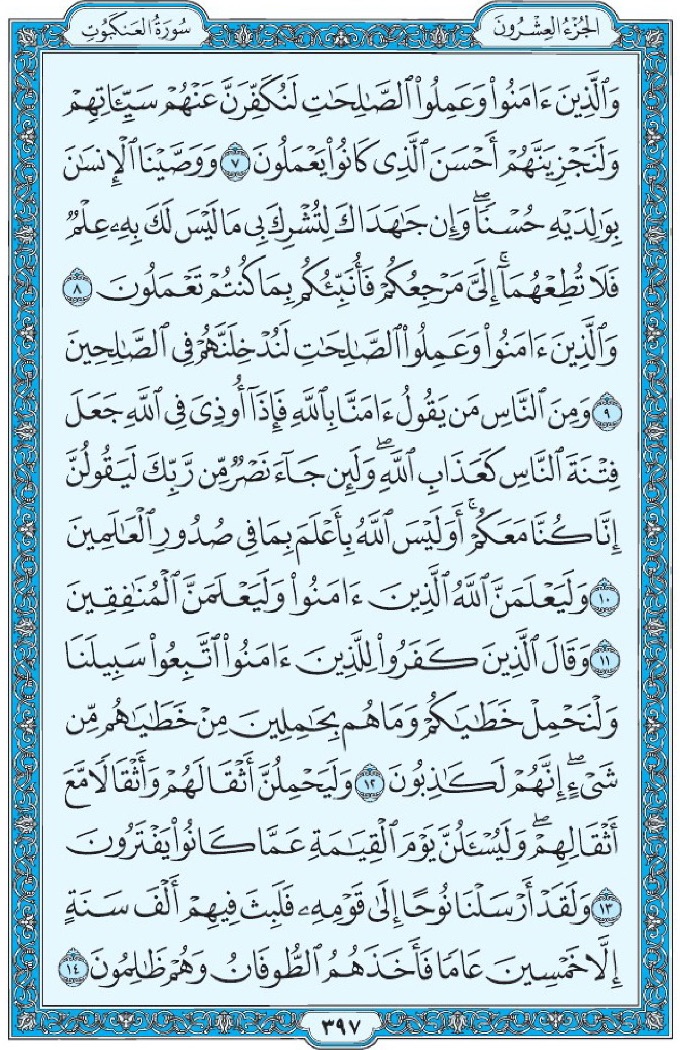 الجُزْءُ العِشْرُونَ
سُورَةُ العَنكَبُوتِ
وَٱلَّذِينَ ءَامَنُوا۟ وَعَمِلُوا۟ ٱلصَّـٰلِحَـٰتِ لَنُكَفِّرَنَّ عَنْهُمْ سَيِّـَٔاتِهِمْ
وَلَنَجْزِيَنَّهُمْ أَحْسَنَ ٱلَّذِى كَانُوا۟ يَعْمَلُونَ ٧ وَوَصَّيْنَا ٱلْإِنسَـٰنَ
بِوَٰلِدَيْهِ حُسْنًا ۖ وَإِن جَـٰهَدَاكَ لِتُشْرِكَ بِى مَا لَيْسَ لَكَ بِهِۦ عِلْمٌ
فَلَا تُطِعْهُمَآ ۚ إِلَىَّ مَرْجِعُكُمْ فَأُنَبِّئُكُم بِمَا كُنتُمْ تَعْمَلُونَ ٨
وَٱلَّذِينَ ءَامَنُوا۟ وَعَمِلُوا۟ ٱلصَّـٰلِحَـٰتِ لَنُدْخِلَنَّهُمْ فِى ٱلصَّـٰلِحِينَ
٩ وَمِنَ ٱلنَّاسِ مَن يَقُولُ ءَامَنَّا بِٱللَّهِ فَإِذَآ أُوذِىَ فِى ٱللَّهِ جَعَلَ
فِتْنَةَ ٱلنَّاسِ كَعَذَابِ ٱللَّهِ ۖ وَلَئِن جَآءَ نَصْرٌ مِّن رَّبِّكَ لَيَقُولُنَّ
إِنَّا كُنَّا مَعَكُمْ ۚ أَوَلَيْسَ ٱللَّهُ بِأَعْلَمَ بِمَا فِى صُدُورِ ٱلْعَـٰلَمِينَ
١٠ وَلَيَعْلَمَنَّ ٱللَّهُ ٱلَّذِينَ ءَامَنُوا۟ وَلَيَعْلَمَنَّ ٱلْمُنَـٰفِقِينَ
١١ وَقَالَ ٱلَّذِينَ كَفَرُوا۟ لِلَّذِينَ ءَامَنُوا۟ ٱتَّبِعُوا۟ سَبِيلَنَا
وَلْنَحْمِلْ خَطَـٰيَـٰكُمْ وَمَا هُم بِحَـٰمِلِينَ مِنْ خَطَـٰيَـٰهُم مِّن
شَىْءٍ ۖ إِنَّهُمْ لَكَـٰذِبُونَ ١٢ وَلَيَحْمِلُنَّ أَثْقَالَهُمْ وَأَثْقَالًا مَّعَ
أَثْقَالِهِمْ ۖ وَلَيُسْـَٔلُنَّ يَوْمَ ٱلْقِيَـٰمَةِ عَمَّا كَانُوا۟ يَفْتَرُونَ
١٣ وَلَقَدْ أَرْسَلْنَا نُوحًا إِلَىٰ قَوْمِهِۦ فَلَبِثَ فِيهِمْ أَلْفَ سَنَةٍ
إِلَّا خَمْسِينَ عَامًا فَأَخَذَهُمُ ٱلطُّوفَانُ وَهُمْ ظَـٰلِمُونَ ١٤
٣٩٧